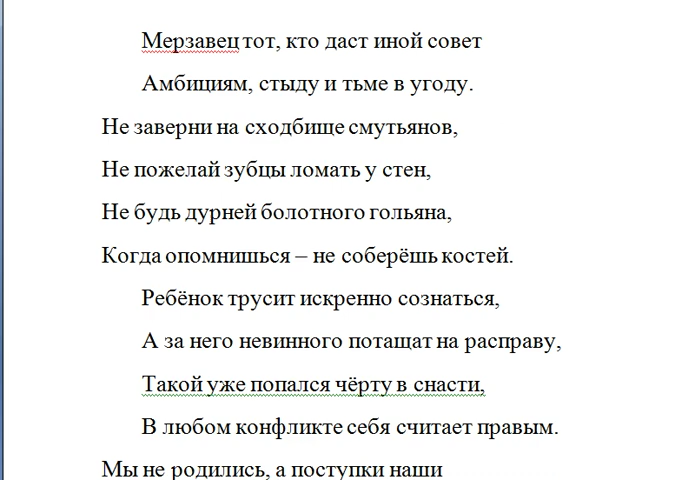 Мерзавец тот, кто даст иной совет
Амбициям, стыду и тьме в угоду.
Не заверни на сходбище смутьянов,
Не пожелай зубцы ломать у стен,
Не будь дурней болотного гольяна,
Когда опомнишься – не соберёшь костей.
Ребёнок трусит искренно сознаться,
А за него невинного потащат на расправу,
Такой уже попался чёрту в снасти,
В любом конфликте себя считает правым.
Мы не родились, а поступки наши